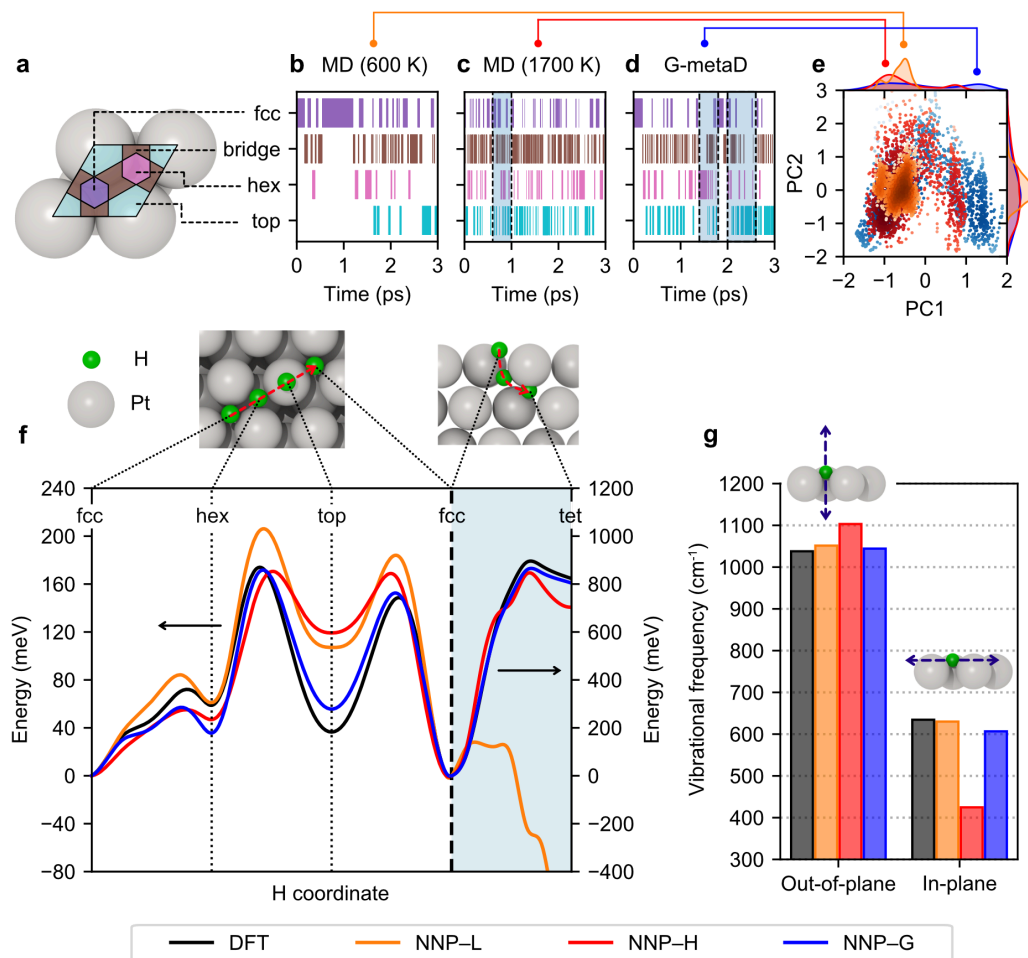 a
b MD (600 K)
c MD (1700 K)
d G-metaD
e
fcc
bridge
hex
top
0 1 2 3
Time (ps)
0 1 2 3
Time (ps)
0 1 2 3
Time (ps)
PC2
3
2
1
0
−1
−2
−2 −1 0 1 2
PC1
H
Pt
f
Energy (meV)
240
200
160
120
80
40
0
−40
−80
fcc hex top fcc tet
1200
1000
800
600
400
200
0
−200
−400
Energy (meV)
H coordinate
g
Vibrational frequency (cm⁻¹)
1200
1100
1000
900
800
700
600
500
400
300
Out-of-plane In-plane
DFT NNP–L NNP–H NNP–G